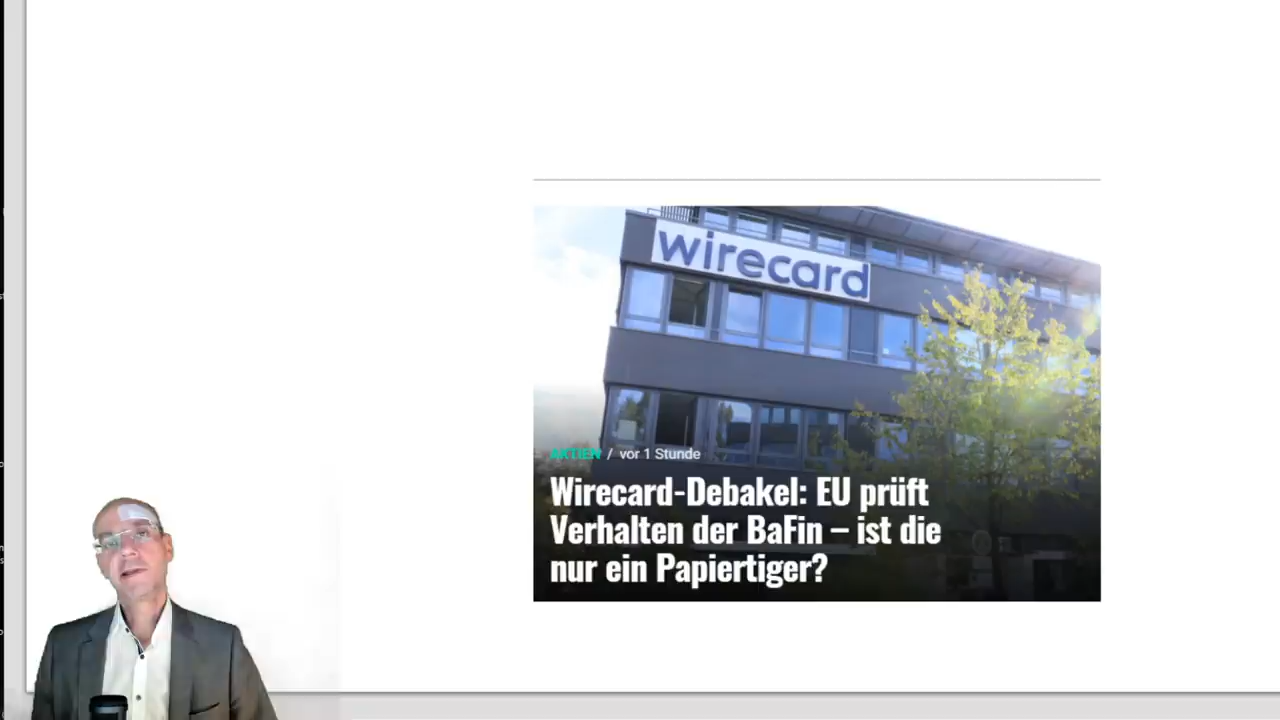 wirecard
AKTIEN / vor 1 Stunde
Wirecard-Debakel: EU prüft
Verhalten der BaFin – ist die
nur ein Papiertiger?